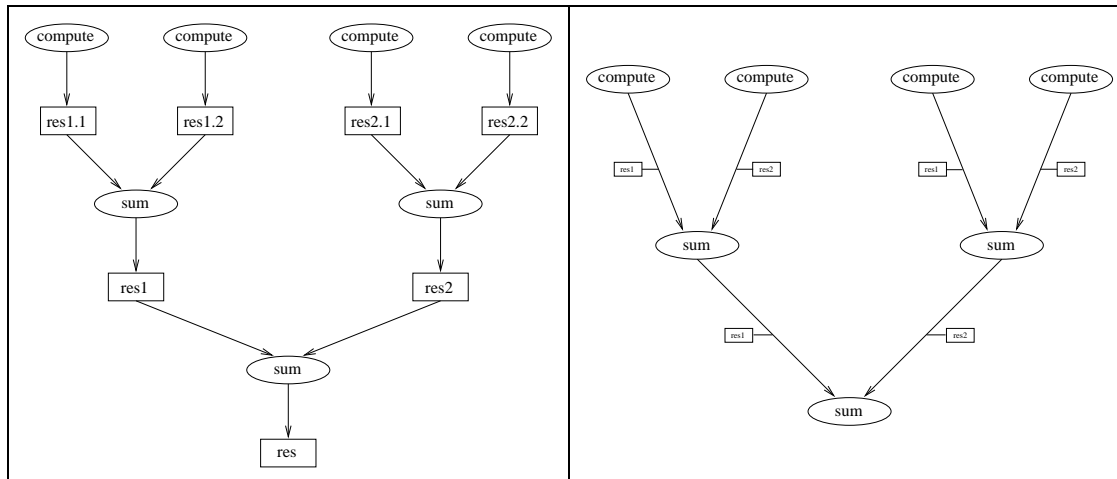 compute compute compute compute
res1.1 res1.2 res2.1 res2.2
sum sum
res1 res2
sum
res
compute compute compute compute
res1 res2 res1 res2
sum sum
res1 res2
sum